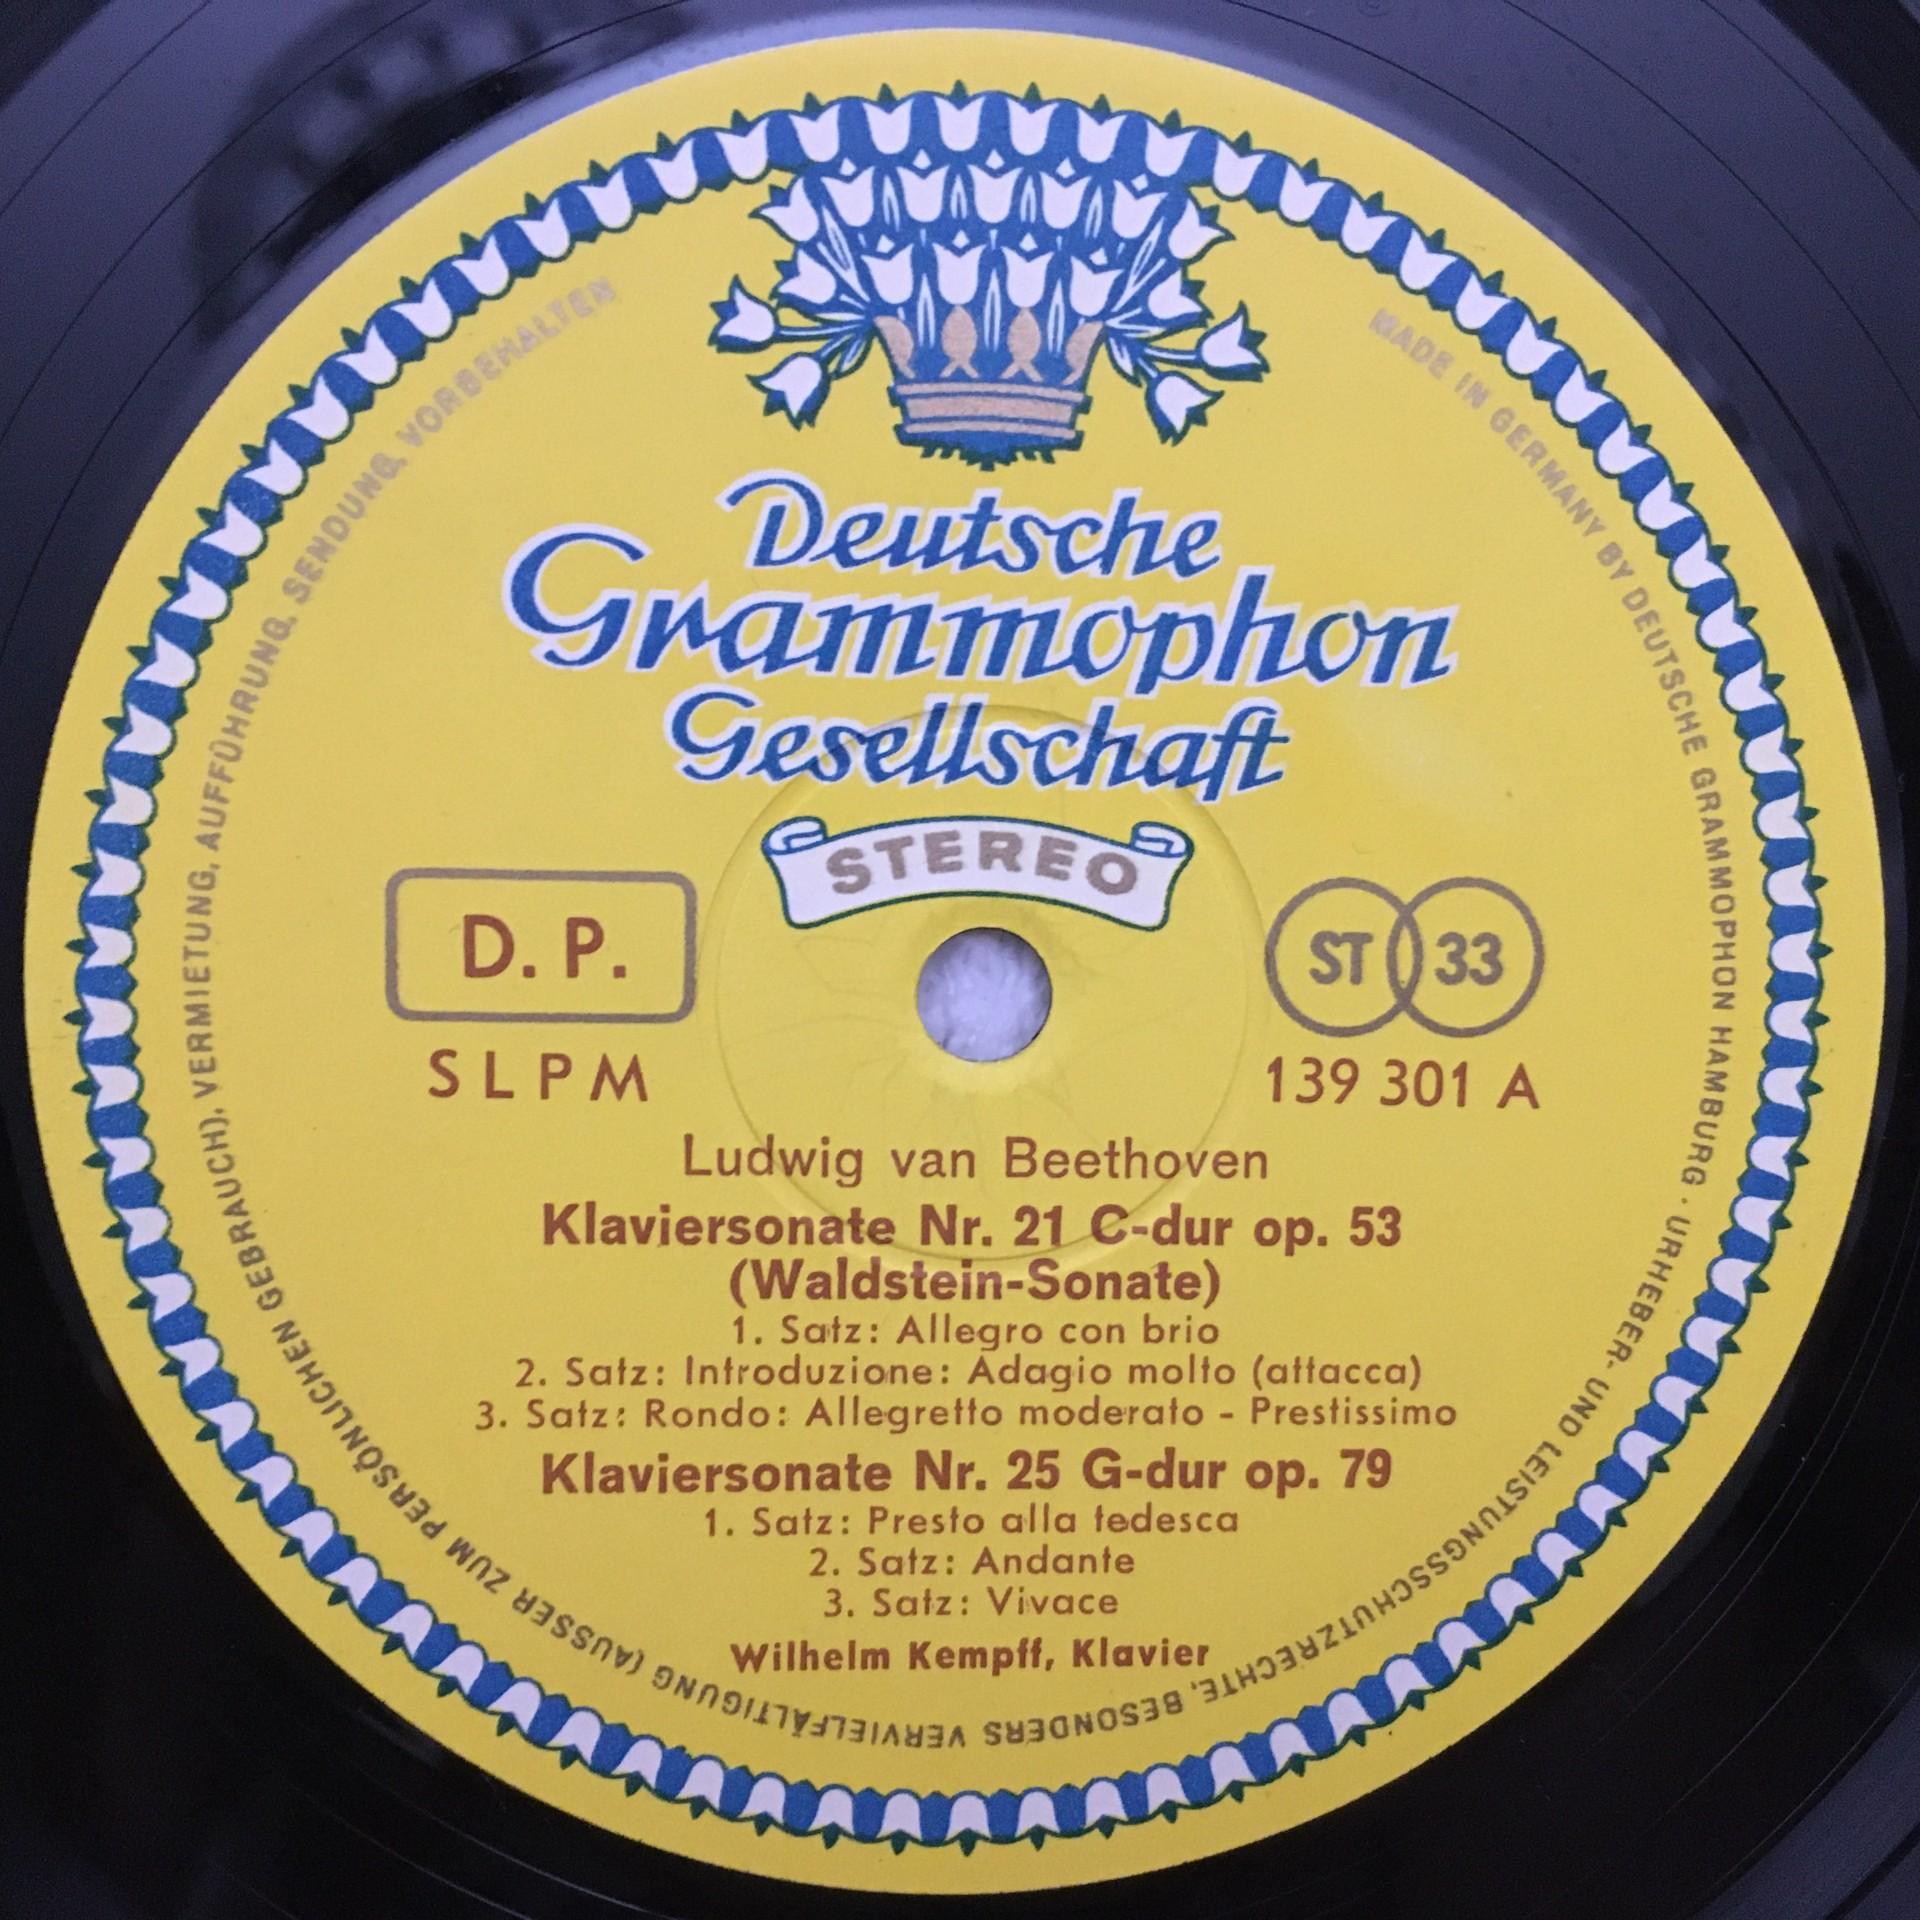 Deutsche
Grammophon
Gesellschaft
STEREO
D. P.
SLPM
ST 33
139 301 A
Ludwig van Beethoven
Klaviersonate Nr. 21 C-dur op. 53
(Waldstein-Sonate)
1. Satz: Allegro con brio
2. Satz: Introduzione: Adagio molto (attacca)
3. Satz: Rondo: Allegretto moderato - Prestissimo
Klaviersonate Nr. 25 G-dur op. 79
1. Satz: Presto alla tedesca
2. Satz: Andante
3. Satz: Vivace
Wilhelm Kempff, Klavier
MADE IN GERMANY BY DEUTSCHE GRAMMOPHON HAMBURG · URHEBER- UND LEISTUNGSSCHUTZRECHTE, BESONDERS VERVIELFÄLTIGUNG (AUSSER ZUM PERSÖNLICHEN GEBRAUCH), VERMIETUNG, AUFFÜHRUNG, SENDUNG, VORBEHALTEN